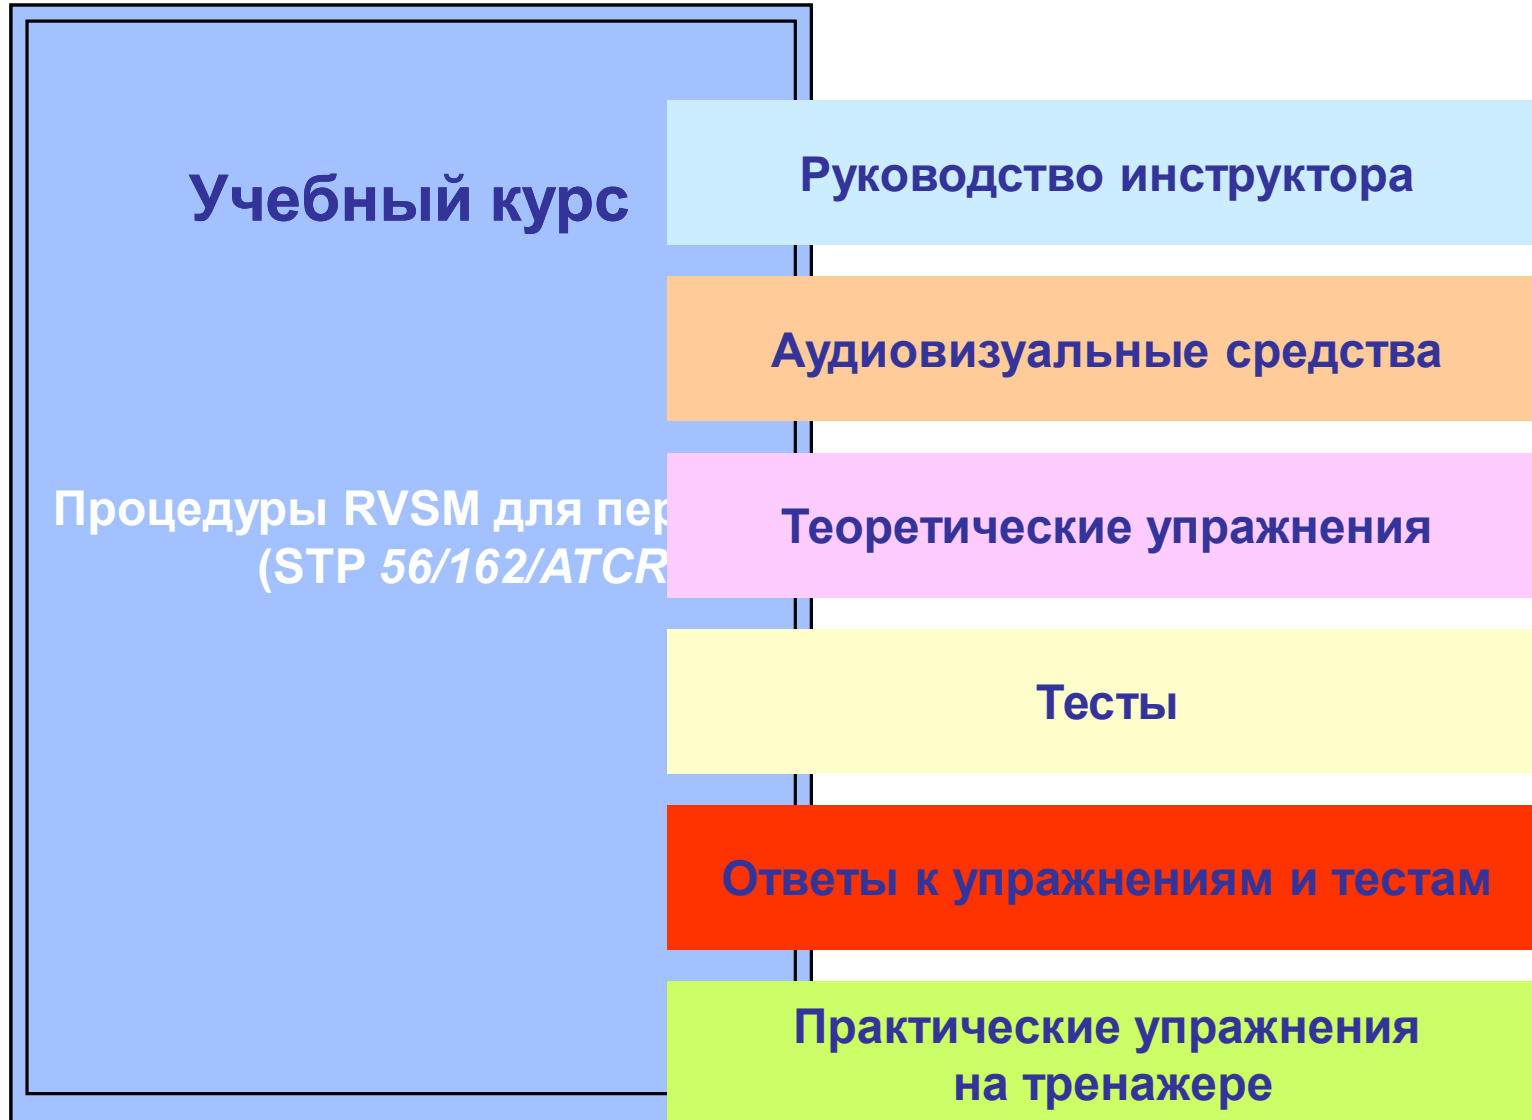 Учебный курс
Процедуры RVSM для
(STP 56/162/ATCR
Руководство инструктора
Аудиовизуальные средства
Теоретические упражнения
Тесты
Ответы к упражнениям и тестам
Практические упражнения
на тренажере